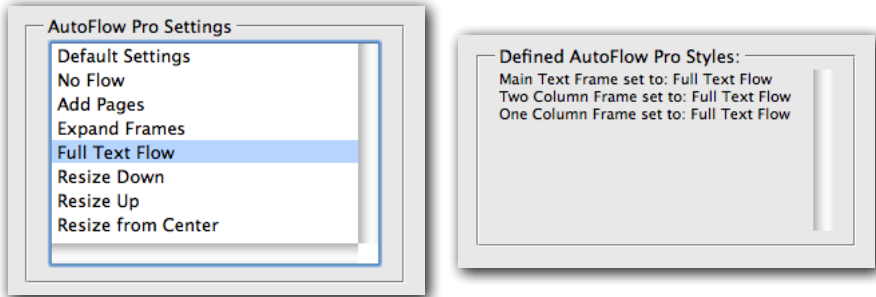 AutoFlow Pro Settings
Default Settings
No Flow
Add Pages
Expand Frames
Full Text Flow
Resize Down
Resize Up
Resize from Center
Defined AutoFlow Pro Styles:
Main Text Frame set to: Full Text Flow
Two Column Frame set to: Full Text Flow
One Column Frame set to: Full Text Flow